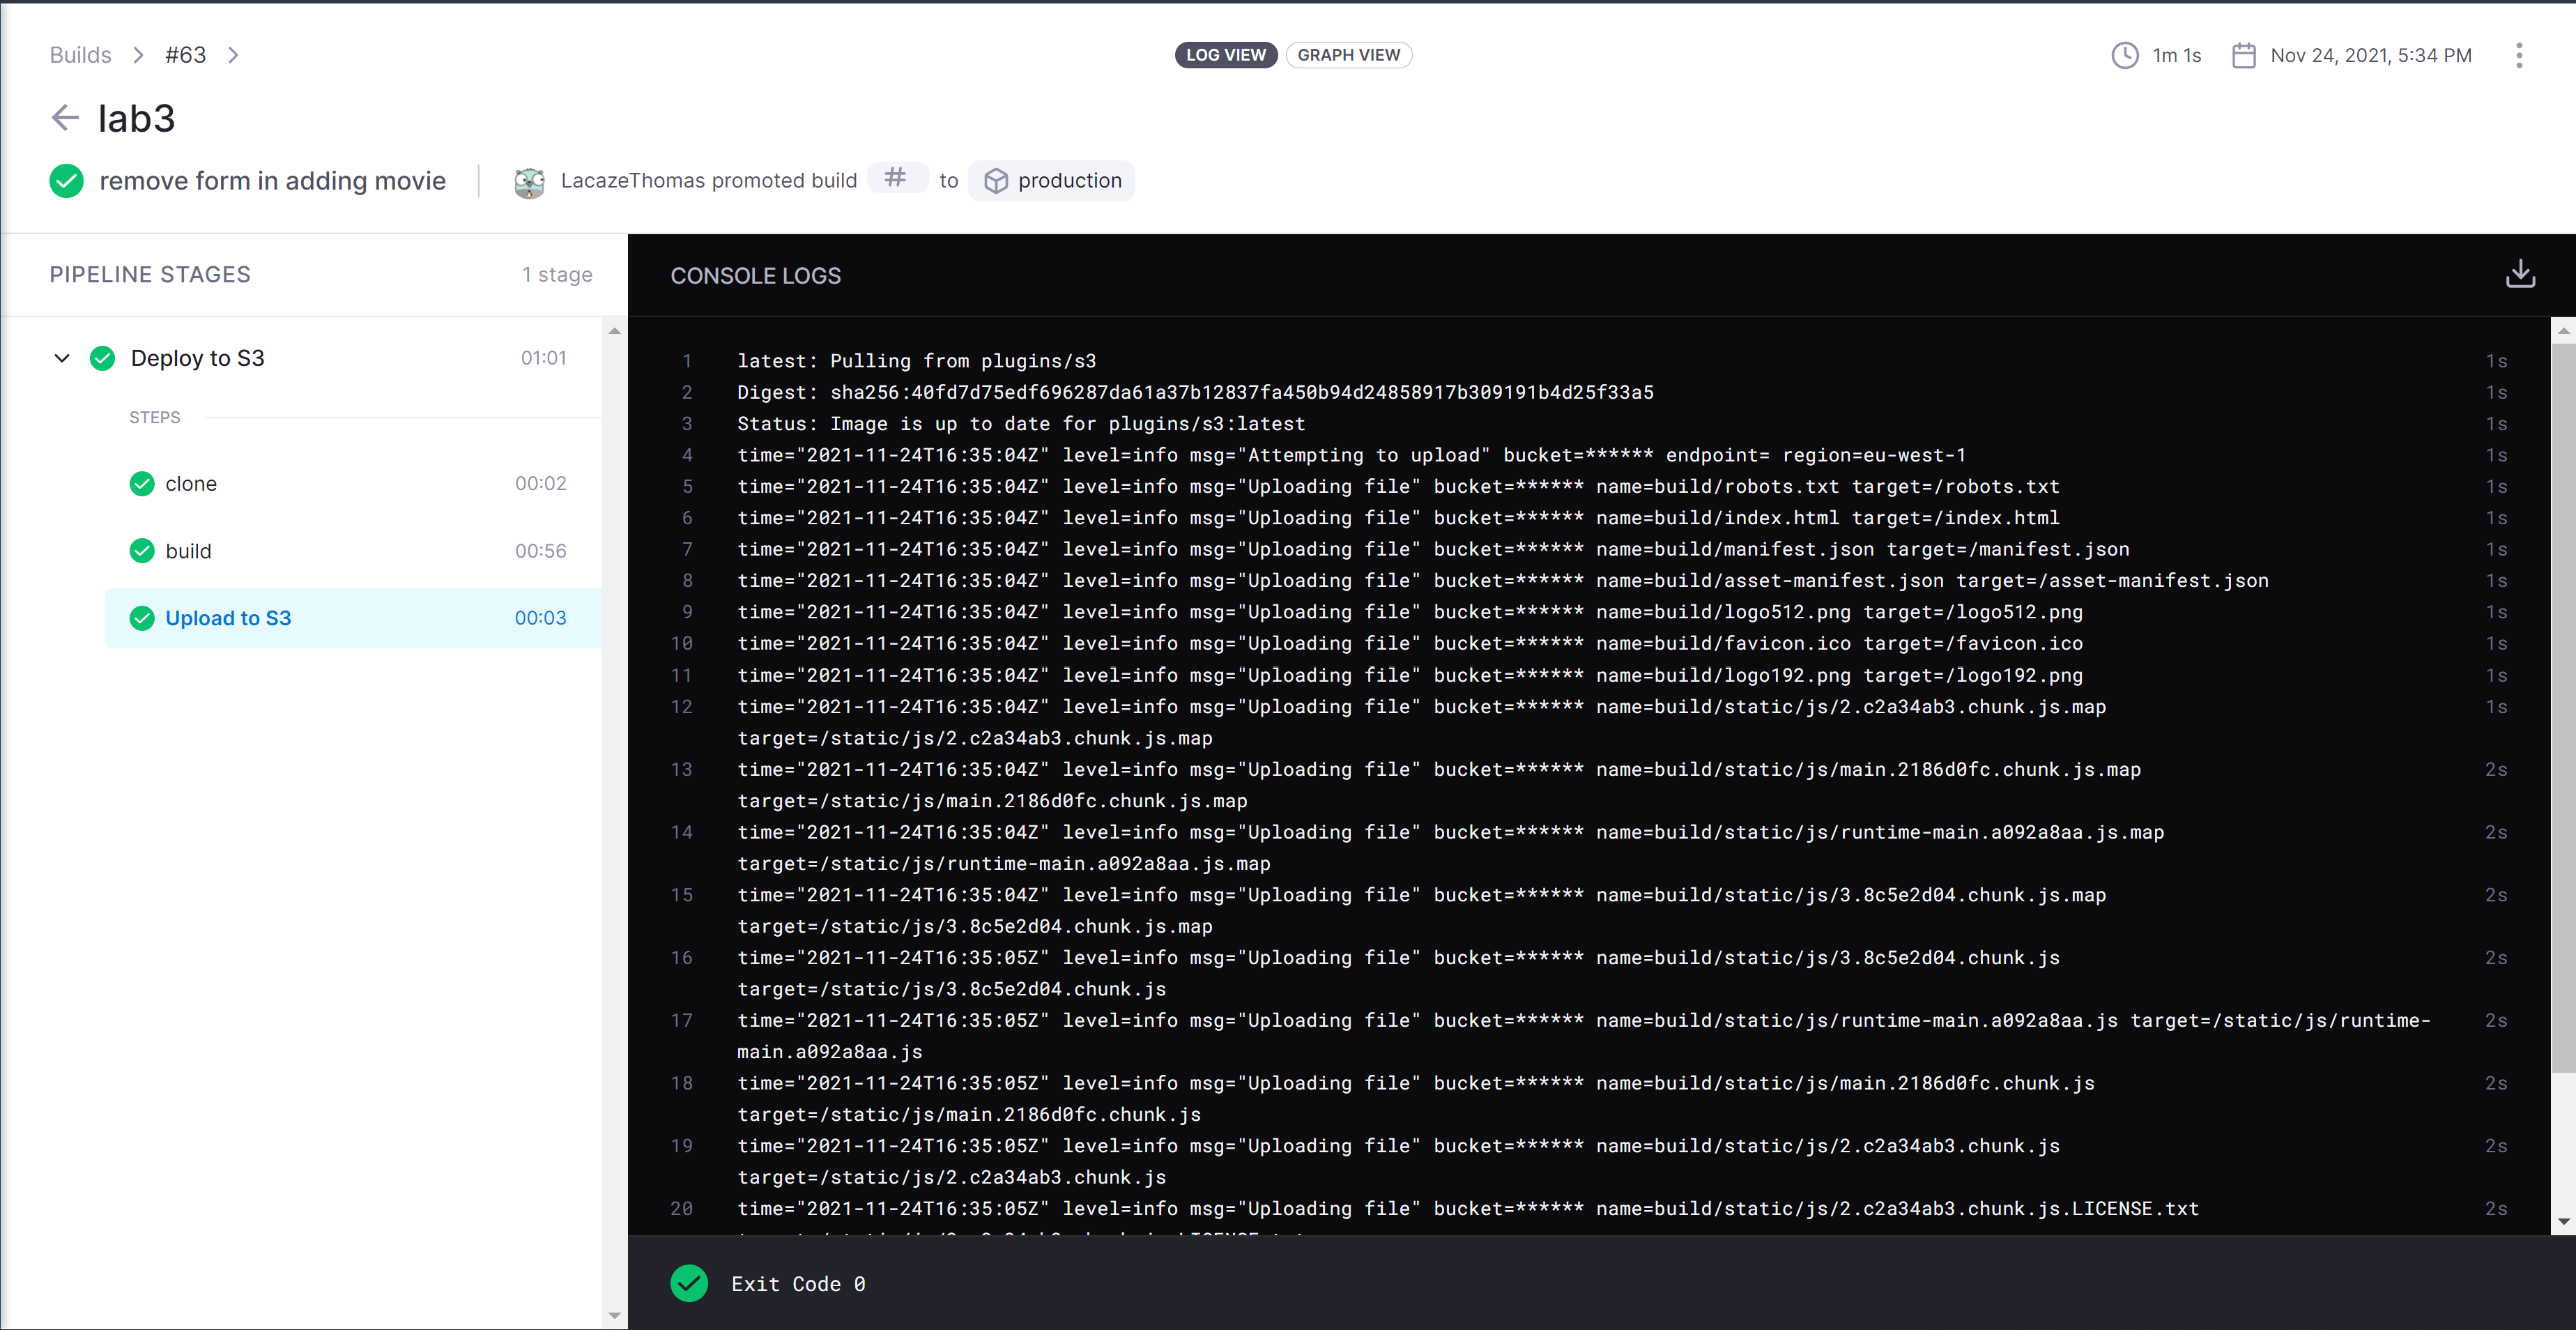 Builds > #63 >
LOG VIEW GRAPH VIEW
1m 1s Nov 24, 2021, 5:34 PM
lab3
remove form in adding movie
LacazeThomas promoted build # to production
PIPELINE STAGES 1 stage
Deploy to S3 01:01
STEPS
clone 00:02
build 00:56
Upload to S3 00:03
CONSOLE LOGS
1 latest: Pulling from plugins/s3 1s
2 Digest: sha256:40fd7d75edf696287da61a37b12837fa450b94d24858917b309191b4d25f33a5 1s
3 Status: Image is up to date for plugins/s3:latest 1s
4 time="2021-11-24T16:35:04Z" level=info msg="Attempting to upload" bucket=****** endpoint= region=eu-west-1 1s
5 time="2021-11-24T16:35:04Z" level=info msg="Uploading file" bucket=****** name=build/robots.txt target=/robots.txt 1s
6 time="2021-11-24T16:35:04Z" level=info msg="Uploading file" bucket=****** name=build/index.html target=/index.html 1s
7 time="2021-11-24T16:35:04Z" level=info msg="Uploading file" bucket=****** name=build/manifest.json target=/manifest.json 1s
8 time="2021-11-24T16:35:04Z" level=info msg="Uploading file" bucket=****** name=build/asset-manifest.json target=/asset-manifest.json 1s
9 time="2021-11-24T16:35:04Z" level=info msg="Uploading file" bucket=****** name=build/logo512.png target=/logo512.png 1s
10 time="2021-11-24T16:35:04Z" level=info msg="Uploading file" bucket=****** name=build/favicon.ico target=/favicon.ico 1s
11 time="2021-11-24T16:35:04Z" level=info msg="Uploading file" bucket=****** name=build/logo192.png target=/logo192.png 1s
12 time="2021-11-24T16:35:04Z" level=info msg="Uploading file" bucket=****** name=build/static/js/2.c2a34ab3.chunk.js.map 1s
target=/static/js/2.c2a34ab3.chunk.js.map
13 time="2021-11-24T16:35:04Z" level=info msg="Uploading file" bucket=****** name=build/static/js/main.2186d0fc.chunk.js.map 2s
target=/static/js/main.2186d0fc.chunk.js.map
14 time="2021-11-24T16:35:04Z" level=info msg="Uploading file" bucket=****** name=build/static/js/runtime-main.a092a8aa.js.map 2s
target=/static/js/runtime-main.a092a8aa.js.map
15 time="2021-11-24T16:35:04Z" level=info msg="Uploading file" bucket=****** name=build/static/js/3.8c5e2d04.chunk.js.map 2s
target=/static/js/3.8c5e2d04.chunk.js.map
16 time="2021-11-24T16:35:05Z" level=info msg="Uploading file" bucket=****** name=build/static/js/3.8c5e2d04.chunk.js 2s
target=/static/js/3.8c5e2d04.chunk.js
17 time="2021-11-24T16:35:05Z" level=info msg="Uploading file" bucket=****** name=build/static/js/runtime-main.a092a8aa.js target=/static/js/runtime- 2s
main.a092a8aa.js
18 time="2021-11-24T16:35:05Z" level=info msg="Uploading file" bucket=****** name=build/static/js/main.2186d0fc.chunk.js 2s
target=/static/js/main.2186d0fc.chunk.js
19 time="2021-11-24T16:35:05Z" level=info msg="Uploading file" bucket=****** name=build/static/js/2.c2a34ab3.chunk.js 2s
target=/static/js/2.c2a34ab3.chunk.js
20 time="2021-11-24T16:35:05Z" level=info msg="Uploading file" bucket=****** name=build/static/js/2.c2a34ab3.chunk.js.LICENSE.txt 2s
Exit Code 0